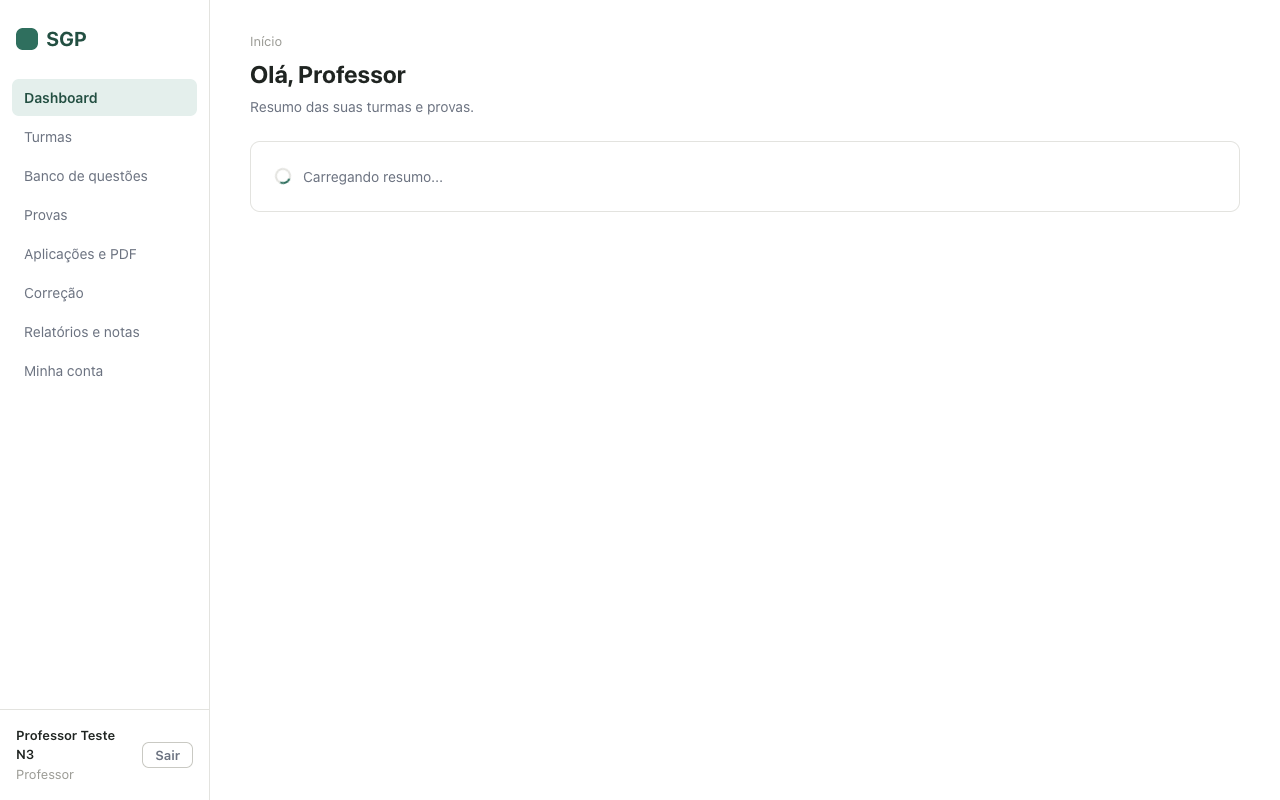 SGP
Dashboard
Turmas
Banco de questões
Provas
Aplicações e PDF
Correção
Relatórios e notas
Minha conta
Professor Teste
N3
Professor
Sair
Início
Olá, Professor
Resumo das suas turmas e provas.
Carregando resumo...